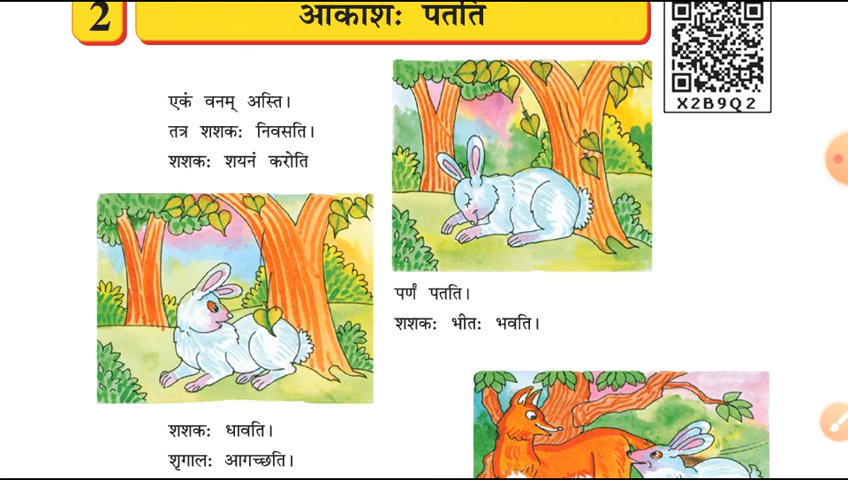 2
आकाशः पतति
X2B9Q2
एकं वनम् अस्ति।
तत्र शशकः निवसति।
शशकः शयनं करोति
पर्णं पतति।
शशकः भीतः भवति।
शशकः धावति।
शृगालः आगच्छति।